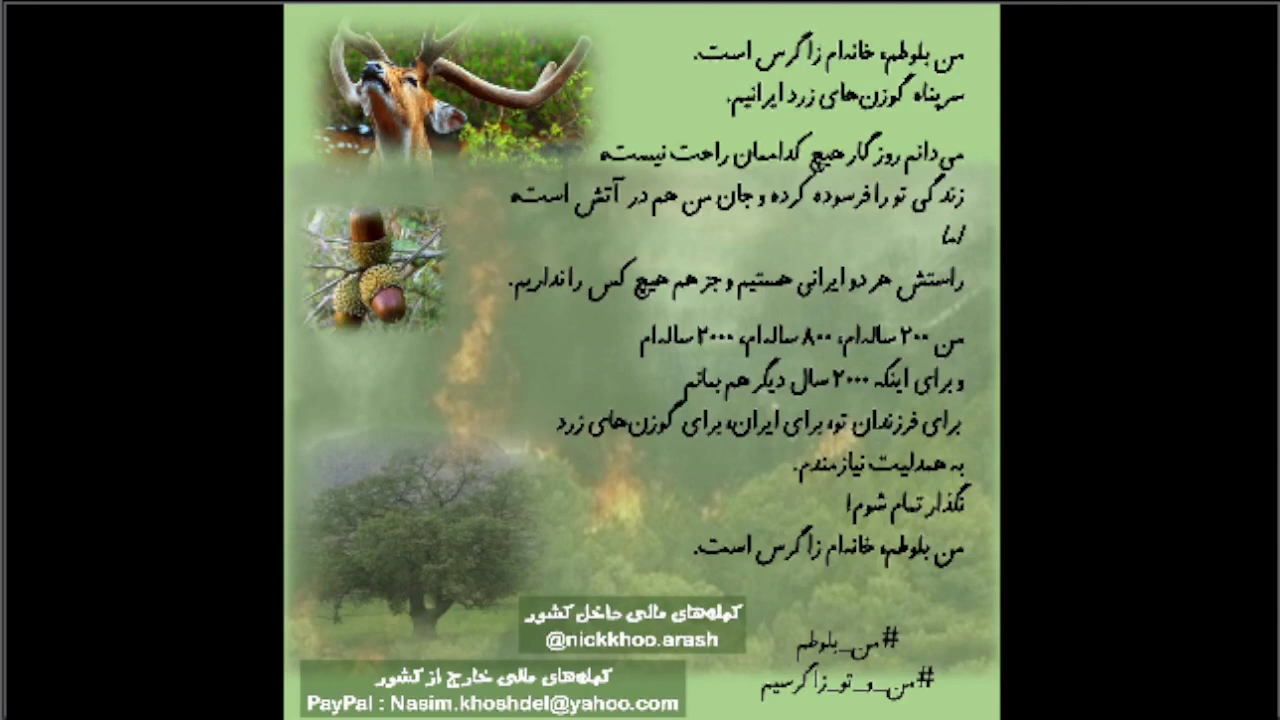 من بلوطم، خانه‌ام زاگرس است.
سرپناه گوزن‌های زرد ایرانیم.
می‌دانم روزگار هیچ کداممان راحت نیست،
زندگی تو را فرسوده کرده و جان من هم در آتش است،
اما
راستش هر دو ایرانی هستیم و جز هم هیچ کس را نداریم.
من ۲۰۰ ساله‌ام، ۸۰۰ ساله‌ام، ۲۰۰۰ ساله‌ام
و برای اینکه ۲۰۰۰ سال دیگر هم بمانم
برای فرزندان تو، برای ایران، برای گوزن‌های زرد
به همدلیت نیازمندم.
نگذار تمام شوم!
من بلوطم، خانه‌ام زاگرس است.
#من_بلوطم
#من_و_تو_زاگرسیم
کمک‌های مالی داخل کشور
@nickkhoo.arash
کمک‌های مالی خارج از کشور
PayPal : Nasim.khoshdel@yahoo.com